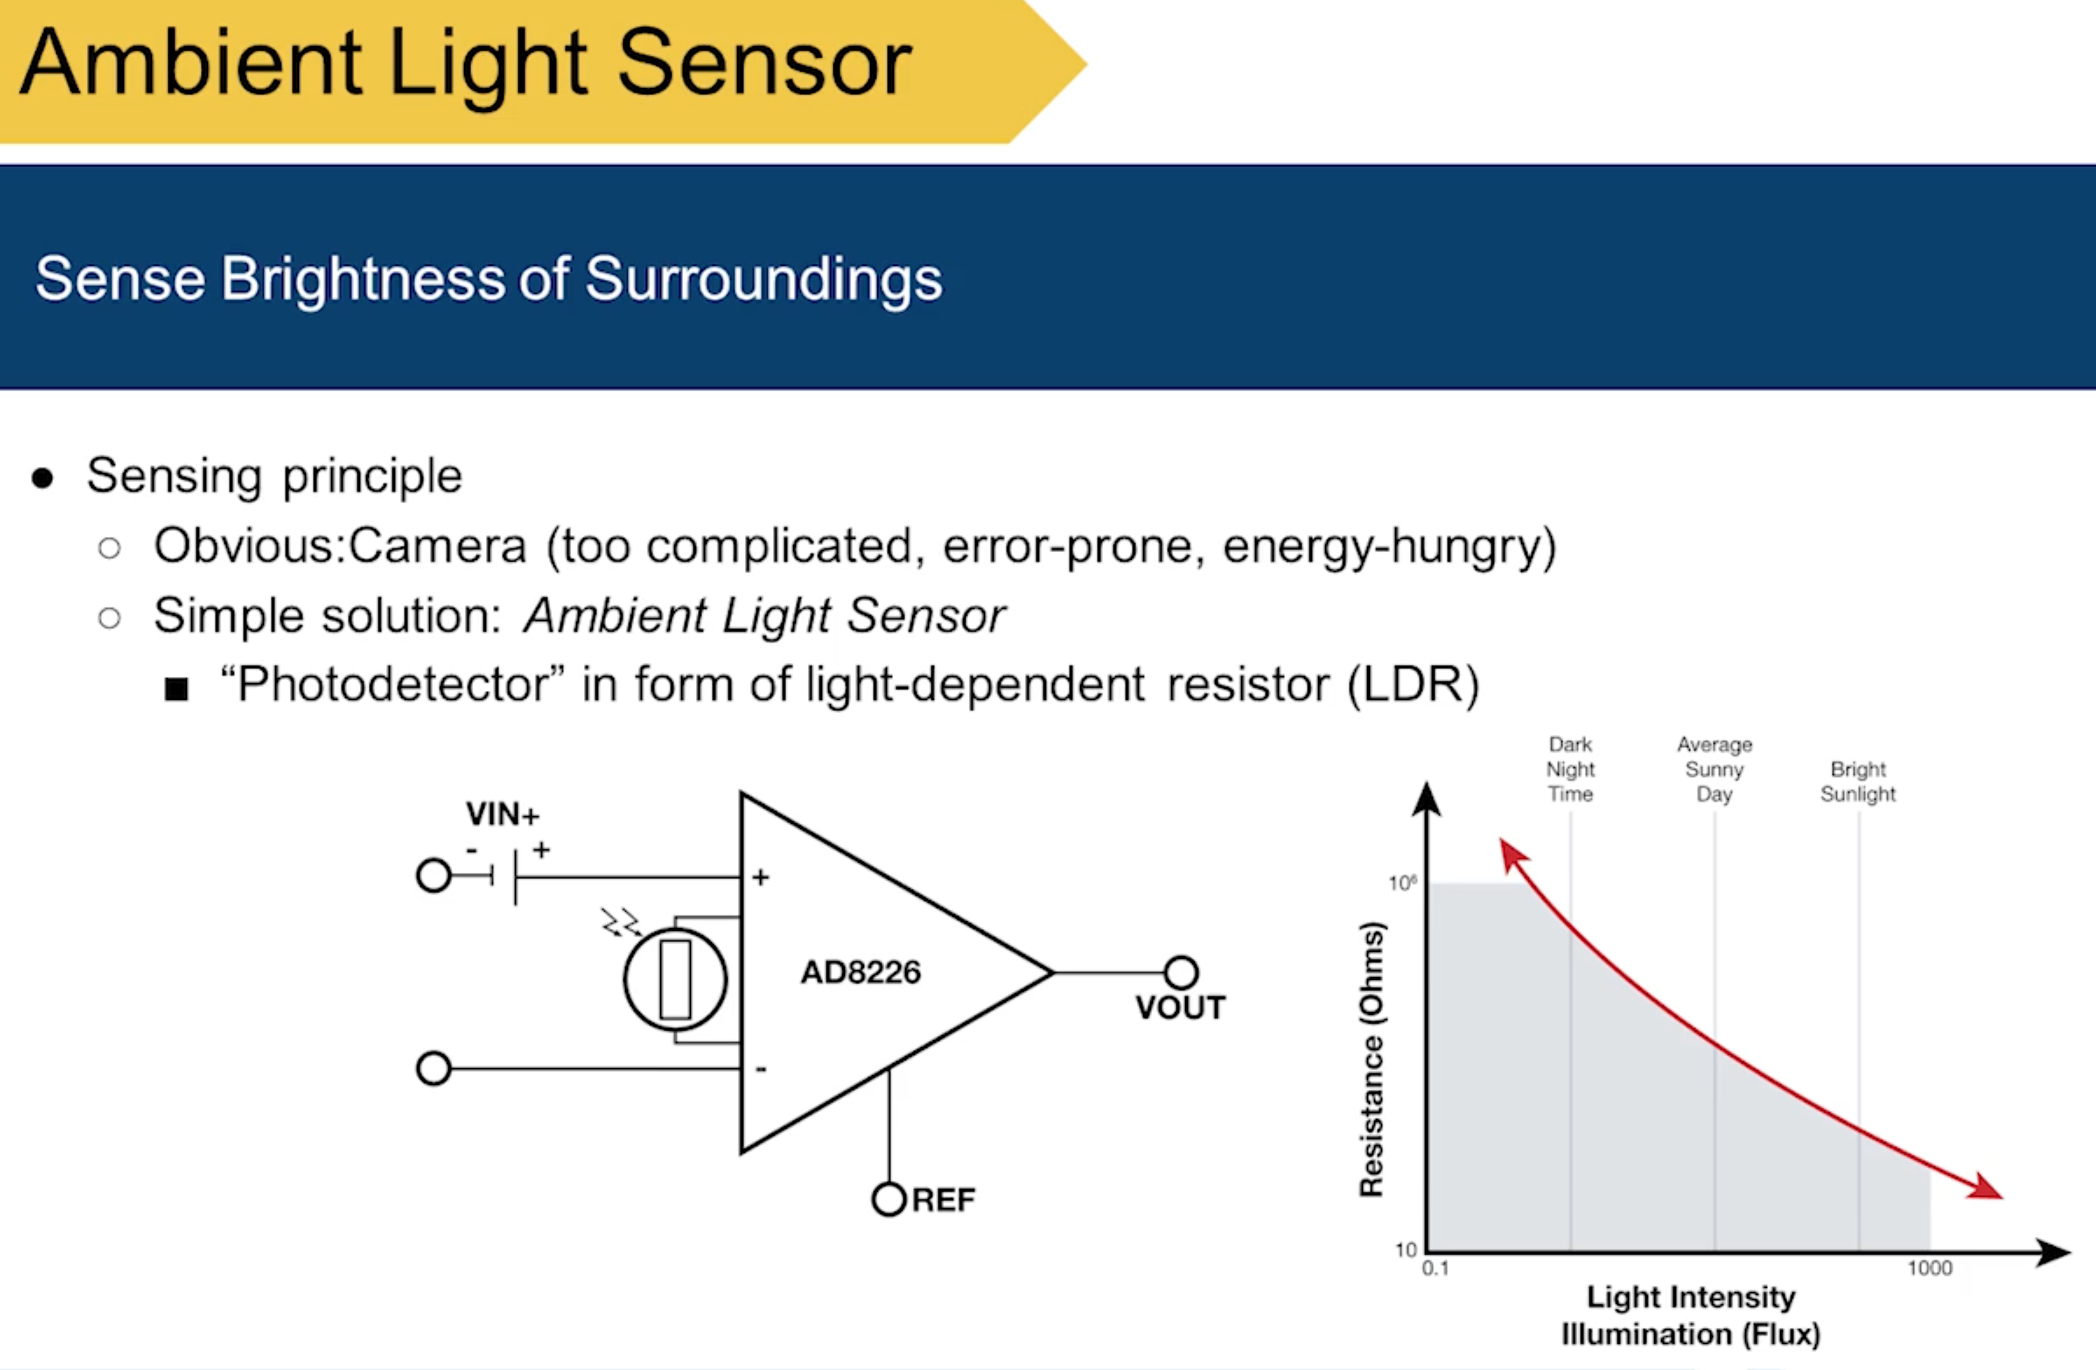 Ambient Light Sensor
Sense Brightness of Surroundings
● Sensing principle
○ Obvious:Camera (too complicated, error-prone, energy-hungry)
○ Simple solution: Ambient Light Sensor
■ “Photodetector” in form of light-dependent resistor (LDR)
VIN+
- +
+
AD8226
-
VOUT
REF
Dark
Night
Time
Average
Sunny
Day
Bright
Sunlight
10⁶
Resistance (Ohms)
10
0.1
1000
Light Intensity
Illumination (Flux)